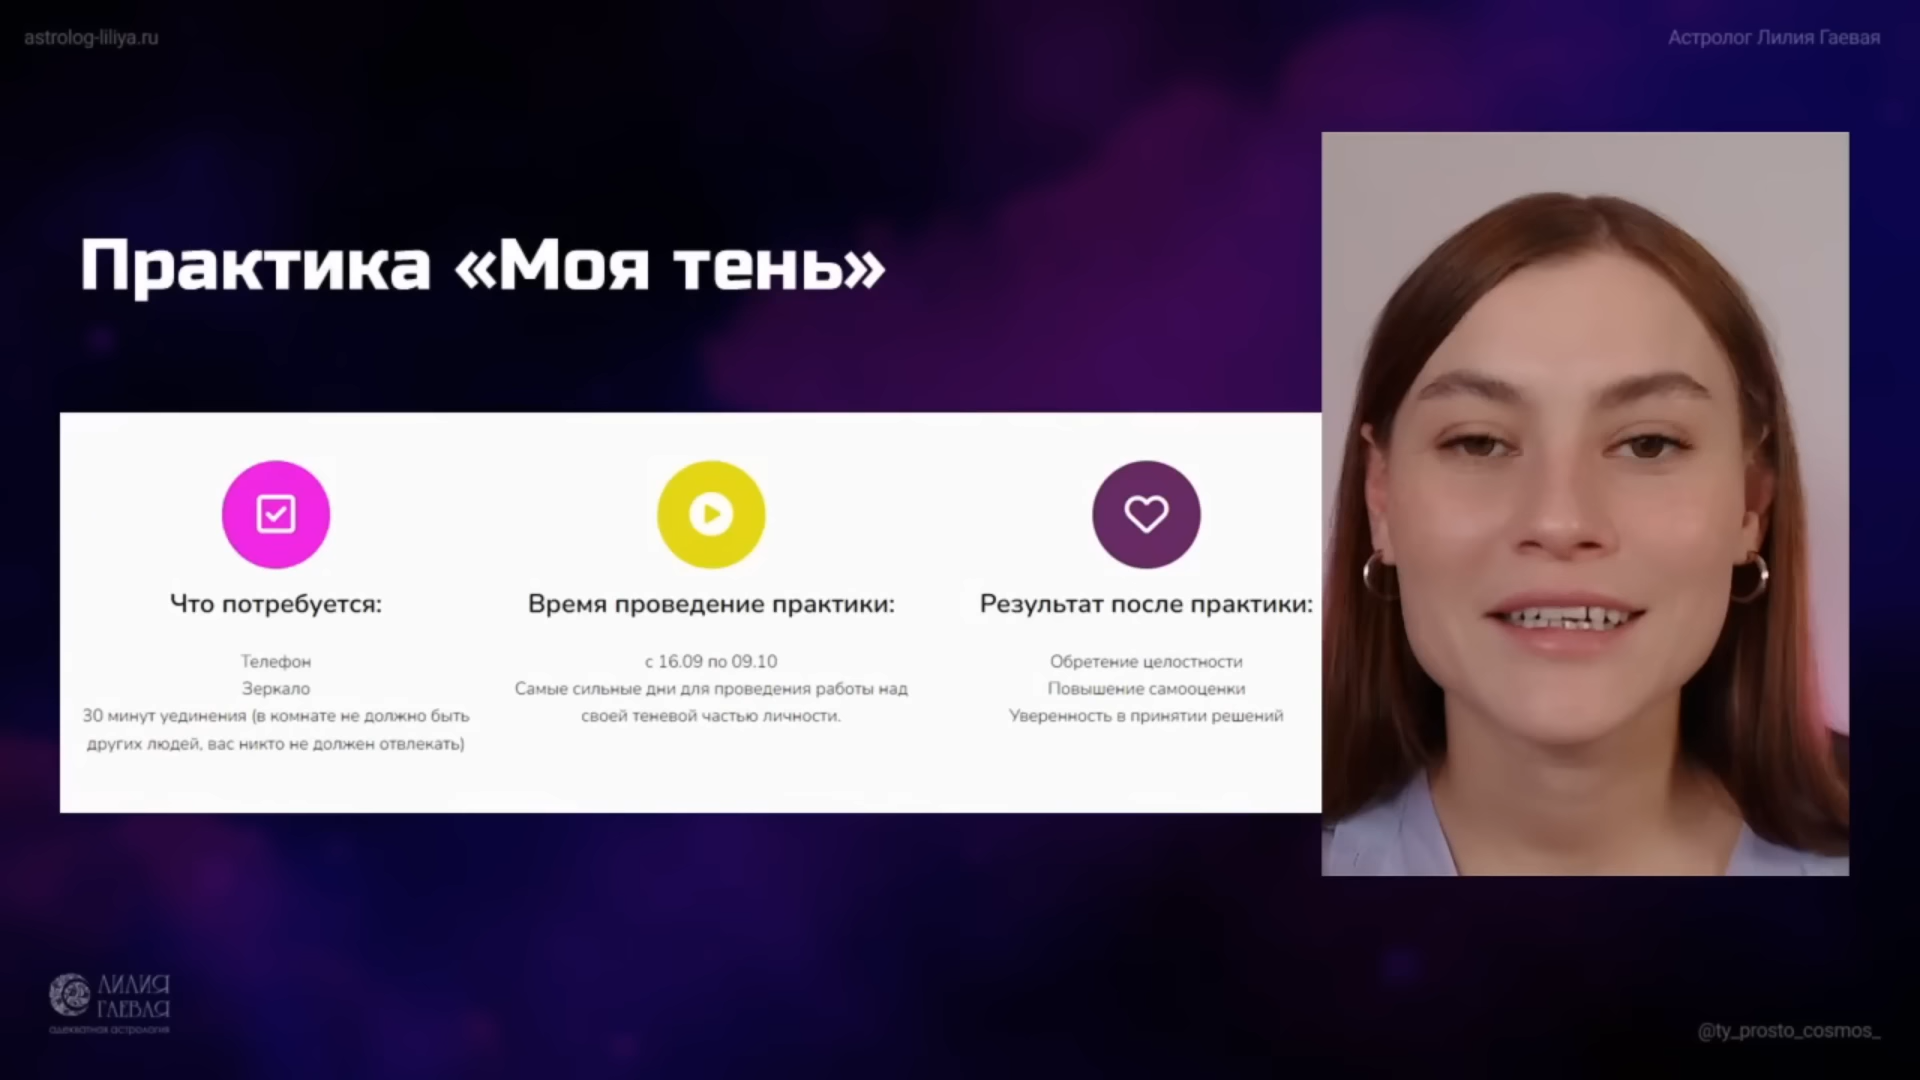 astrolog-liliya.ru
Астролог Лилия Гаевая
Практика «Моя тень»
Что потребуется:
Телефон
Зеркало
30 минут уединения (в комнате не должно быть
других людей, вас никто не должен отвлекать)
Время проведение практики:
с 16.09 по 09.10
Самые сильные дни для проведения работы над
своей теневой частью личности.
Результат после практики:
Обретение целостности
Повышение самооценки
Уверенность в принятии решений
ЛИЛИЯ
ГАЕВАЯ
адекватная астрология
@ty_prosto_cosmos_